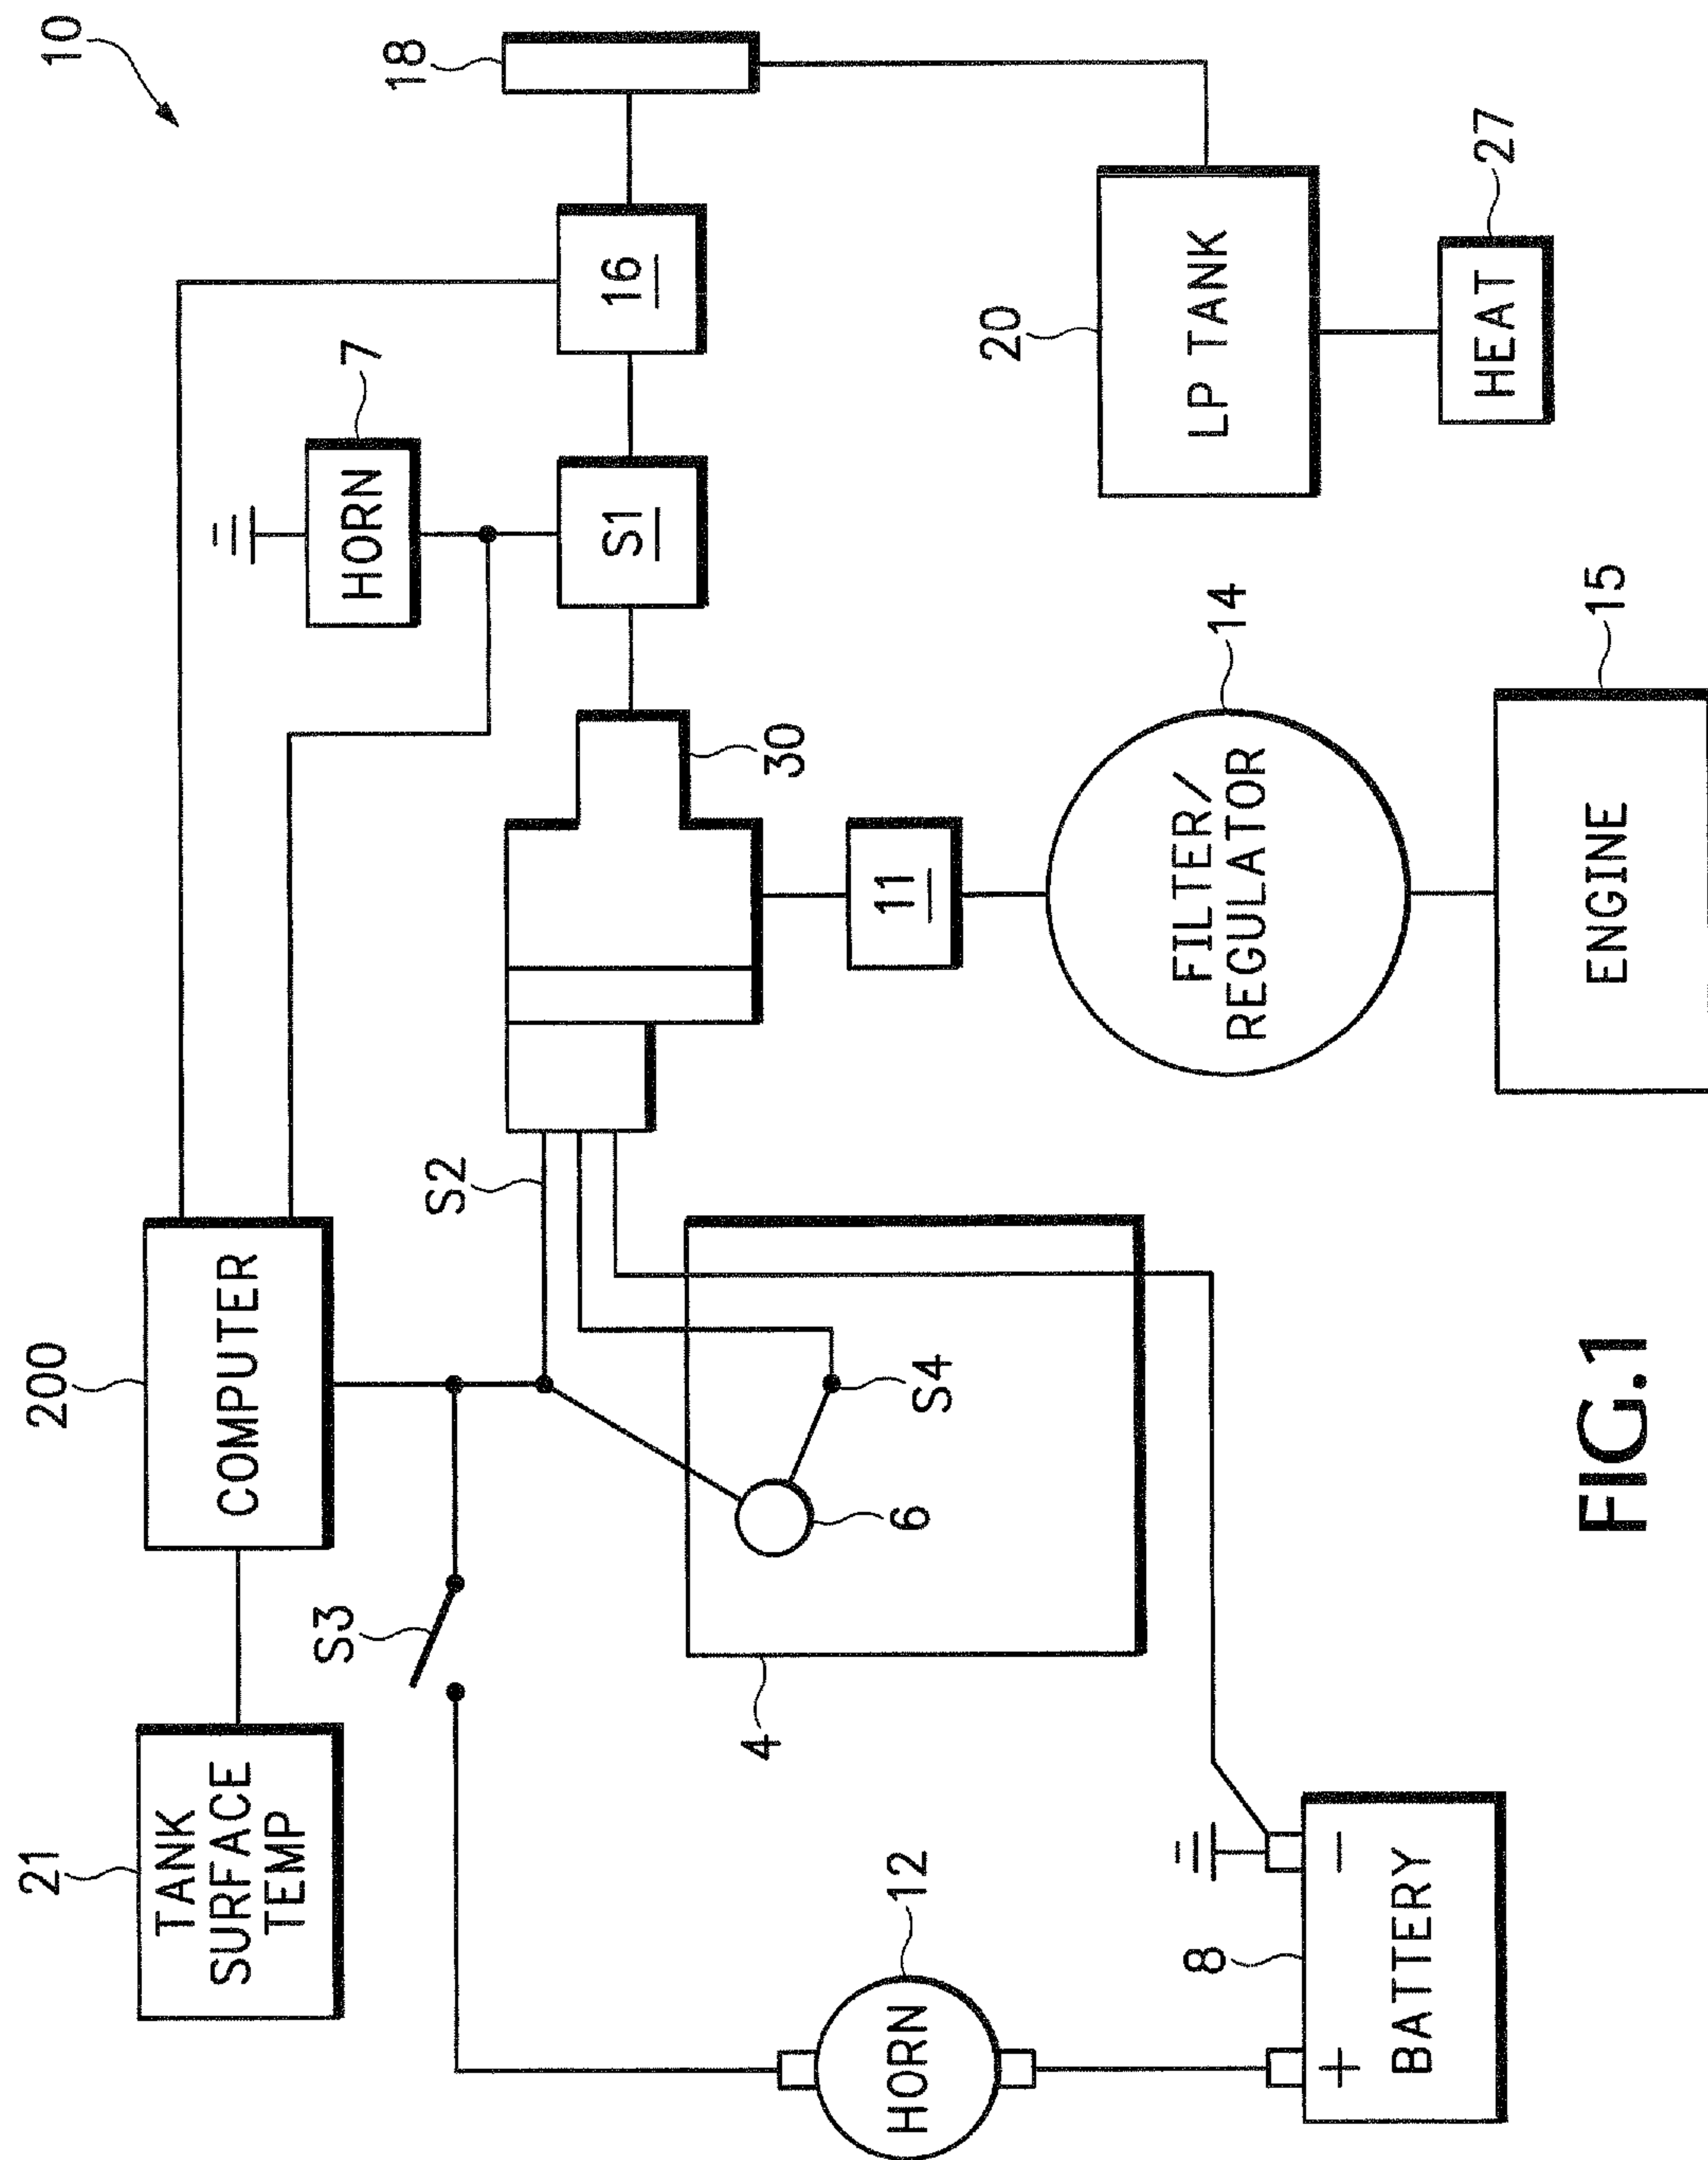 21
TANK
SURFACE
TEMP
200
COMPUTER
10
S3
S2
HORN
7
18
S1
16
30
4
6
S4
11
20
LP TANK
HEAT
27
HORN
12
8
+
−
BATTERY
FILTER/
REGULATOR
14
ENGINE
15
FIG.1